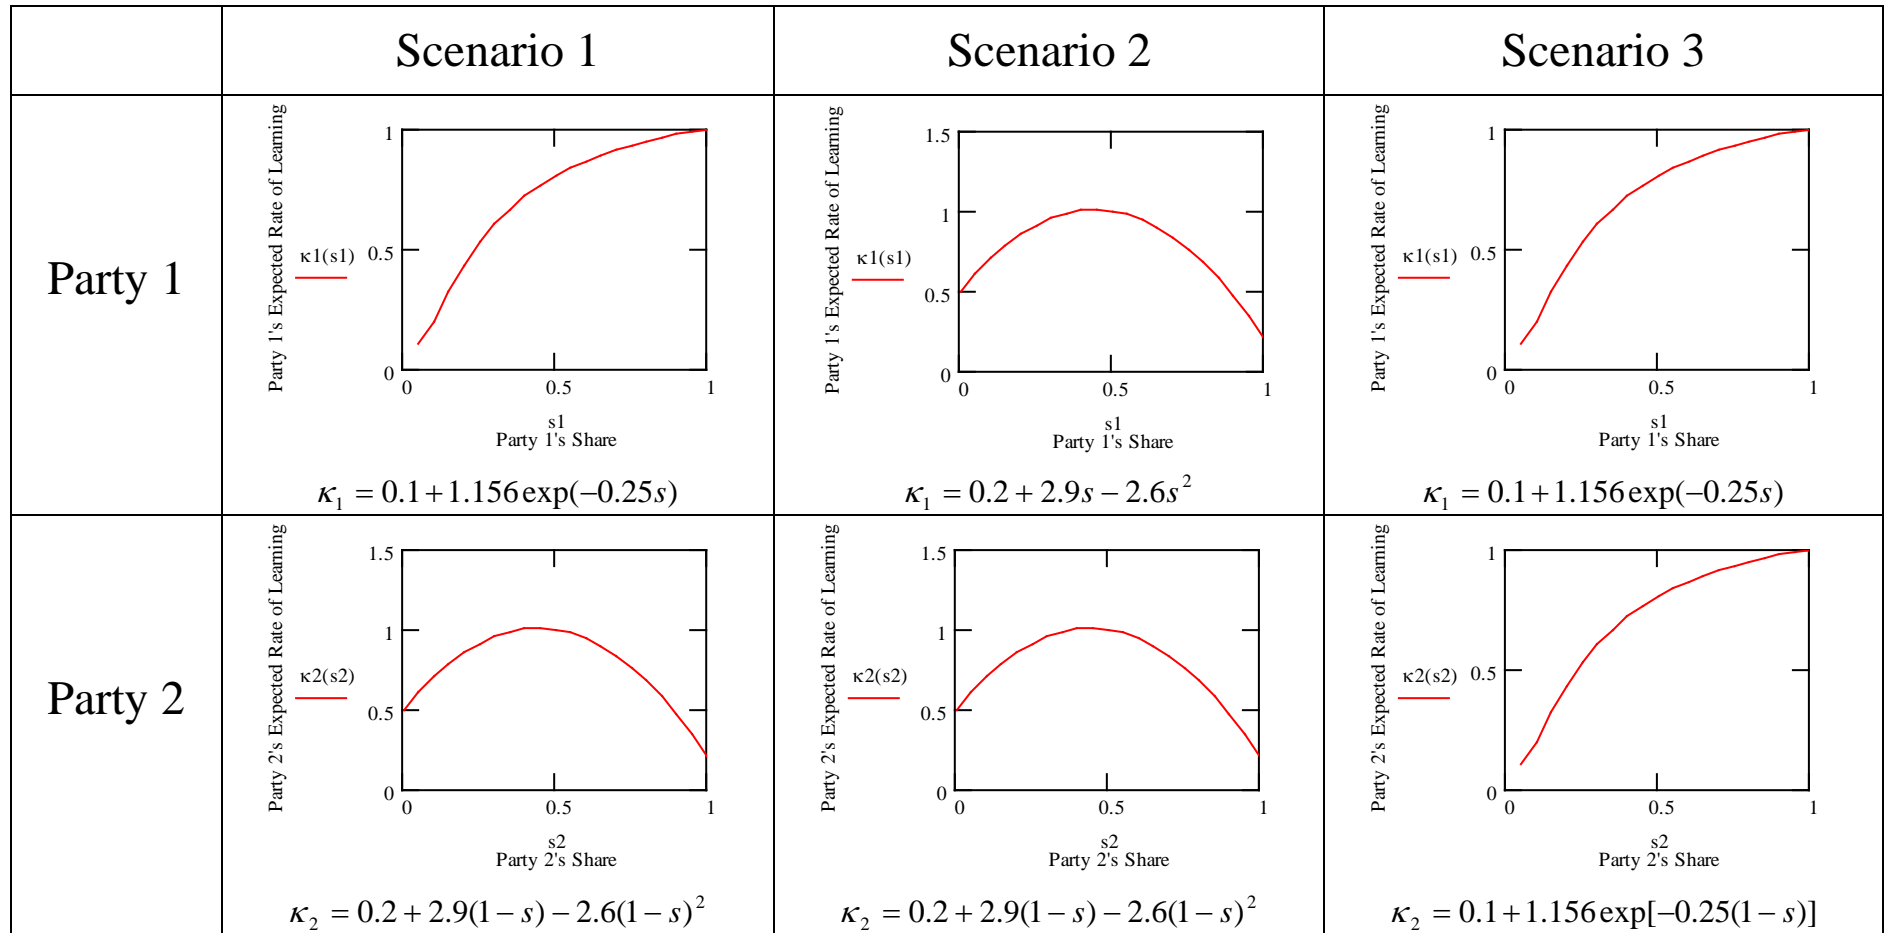 Scenario 1
Scenario 2
Scenario 3
Party 1
Party 1's Expected Rate of Learning
1
0.5
0
κ1(s1)
0
0.5
1
s1
Party 1's Share
κ₁ = 0.1+1.156exp(−0.25s)
Party 1's Expected Rate of Learning
1.5
1
0.5
0
κ1(s1)
0
0.5
1
s1
Party 1's Share
κ₁ = 0.2 + 2.9s − 2.6s²
Party 1's Expected Rate of Learning
1
0.5
0
κ1(s1)
0
0.5
1
s1
Party 1's Share
κ₁ = 0.1+1.156exp(−0.25s)
Party 2
Party 2's Expected Rate of Learning
1.5
1
0.5
0
κ2(s2)
0
0.5
1
s2
Party 2's Share
κ₂ = 0.2 + 2.9(1−s) − 2.6(1−s)²
Party 2's Expected Rate of Learning
1.5
1
0.5
0
κ2(s2)
0
0.5
1
s2
Party 2's Share
κ₂ = 0.2 + 2.9(1−s) − 2.6(1−s)²
Party 2's Expected Rate of Learning
1
0.5
0
κ2(s2)
0
0.5
1
s2
Party 2's Share
κ₂ = 0.1+1.156exp[−0.25(1−s)]